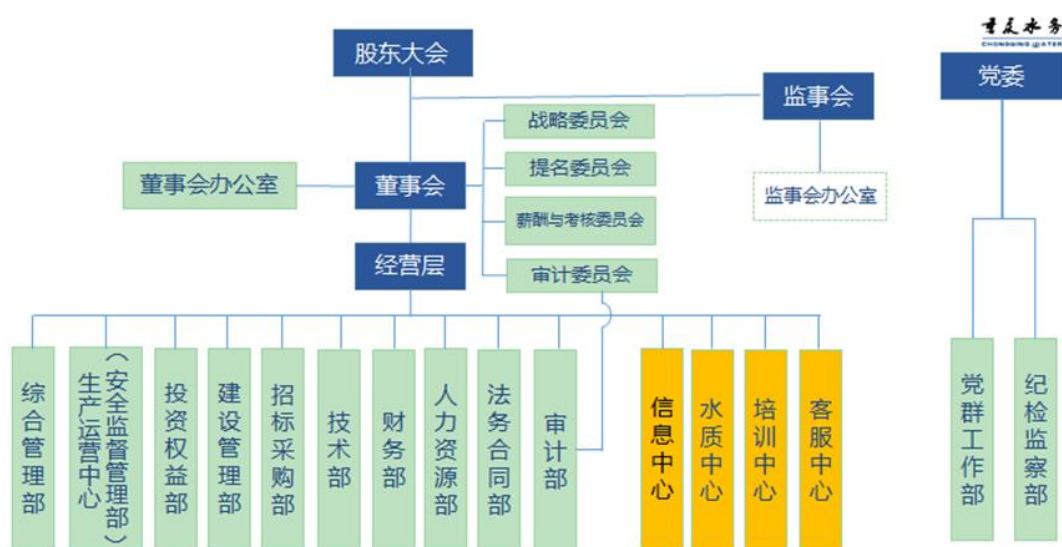 重庆水务
CHONGQING WATER
股东大会
党委
监事会
战略委员会
提名委员会
董事会办公室
董事会
监事会办公室
薪酬与考核委员会
经营层
审计委员会
综合管理部
生产运营中心
（安全监督管理部）
投资权益部
建设管理部
招标采购部
技术部
财务部
人力资源部
法务合同部
审计部
信息中心
水质中心
培训中心
客服中心
党群工作部
纪检监察部